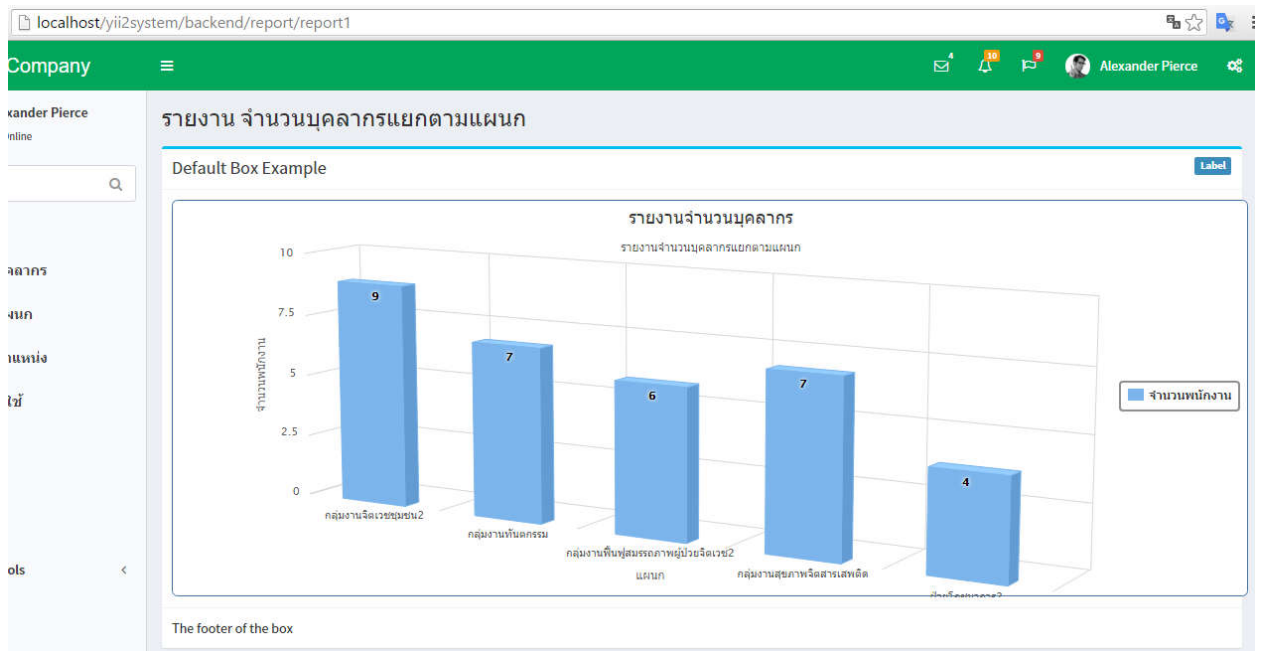 localhost/yii2system/backend/report/report1
Company
4
10
9
Alexander Pierce
xander Pierce
รายงาน จำนวนบุคลากรแยกตามแผนก
Default Box Example
Label
รายงานจำนวนบุคลากร
รายงานจำนวนบุคลากรแยกตามแผนก
10
7.5
5
2.5
0
จำนวนพนักงาน
9
7
6
7
4
จำนวนพนักงาน
กลุ่มงานจิตเวชชุมชน2
กลุ่มงานทันตกรรม
กลุ่มงานฟื้นฟูสมรรถภาพผู้ป่วยจิตเวช2
กลุ่มงานสุขภาพจิตสารเสพติด
แผนก
ols
The footer of the box